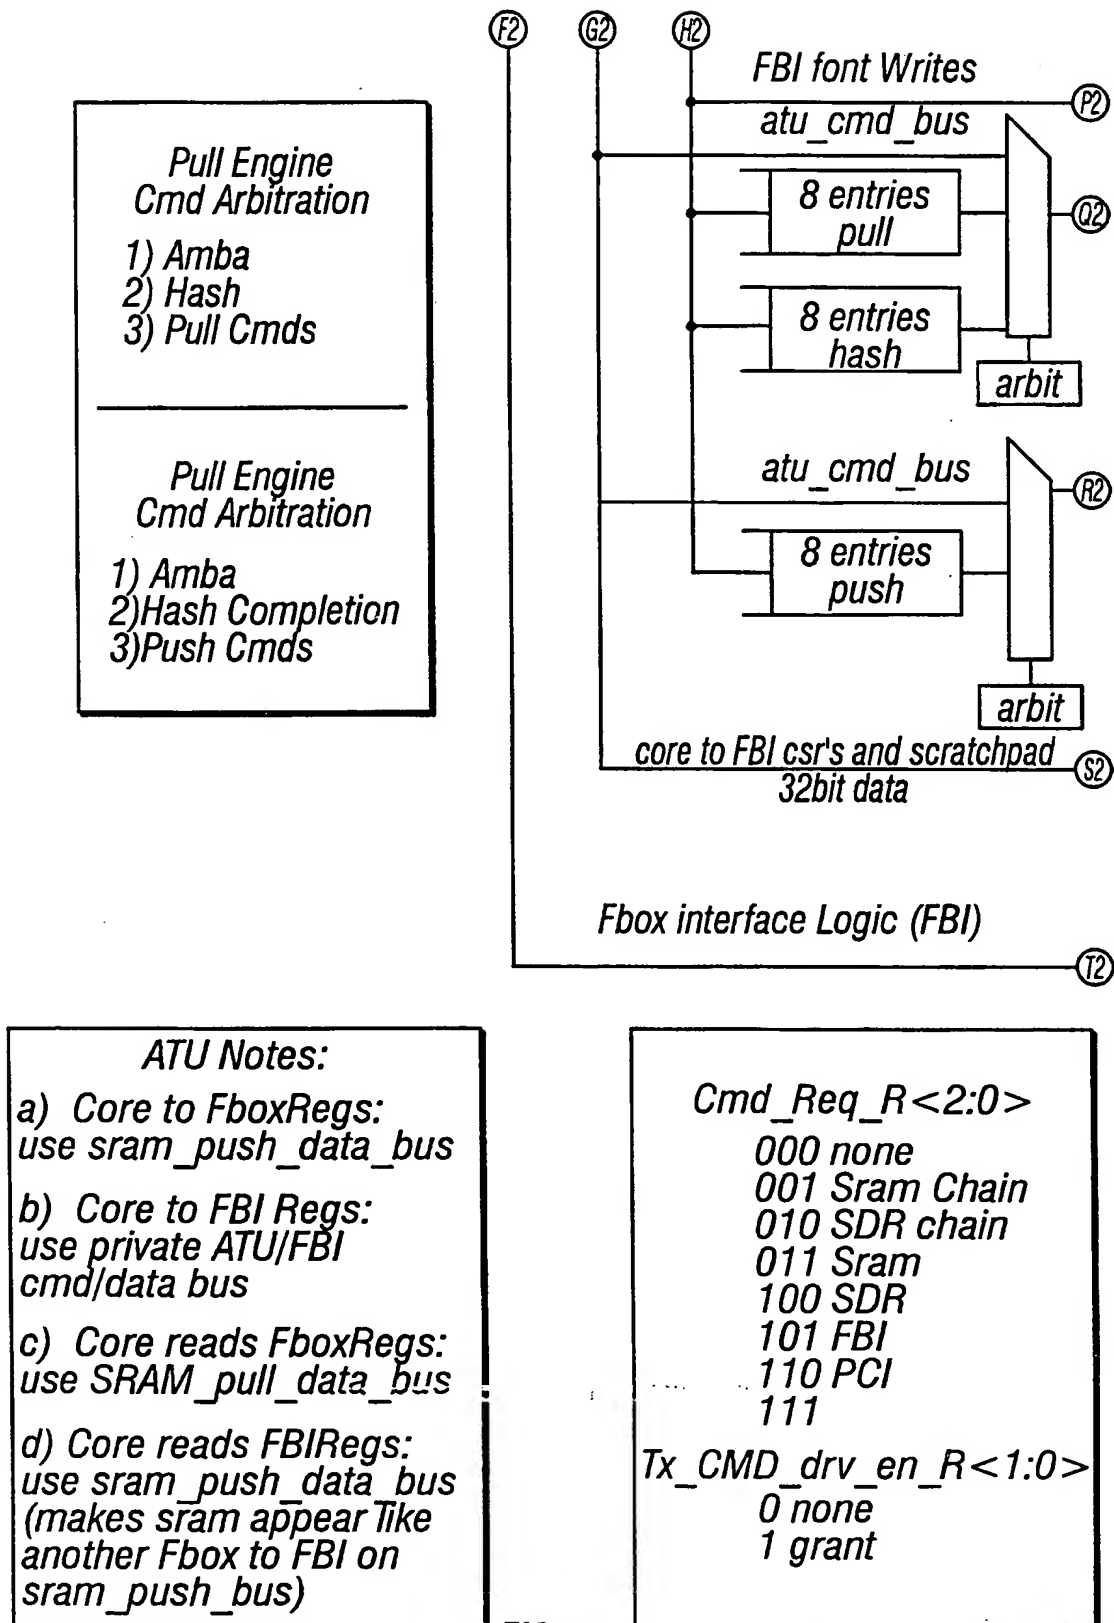 F2
G2
H2
FBI font Writes
P2
atu_cmd_bus
8 entries
pull
Q2
8 entries
hash
arbit
Pull Engine
Cmd Arbitration
1) Amba
2) Hash
3) Pull Cmds
Pull Engine
Cmd Arbitration
1) Amba
2)Hash Completion
3)Push Cmds
atu_cmd_bus
R2
8 entries
push
arbit
core to FBI csr's and scratchpad
32bit data
S2
Fbox interface Logic (FBI)
T2
ATU Notes:
a) Core to FboxRegs:
use sram_push_data_bus
b) Core to FBI Regs:
use private ATU/FBI
cmd/data bus
c) Core reads FboxRegs:
use SRAM_pull_data_bus
d) Core reads FBIRegs:
use sram_push_data_bus
(makes sram appear like
another Fbox to FBI on
sram_push_bus)
Cmd_Req_R<2:0>
000 none
001 Sram Chain
010 SDR chain
011 Sram
100 SDR
101 FBI
110 PCI
111
Tx_CMD_drv_en_R<1:0>
0 none
1 grant